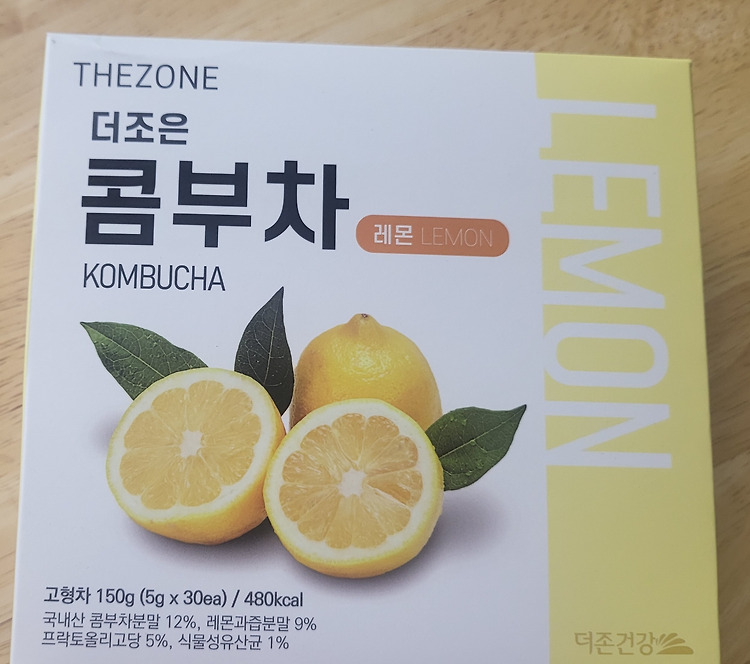 THEZONE
더조은
콤부차
레몬 LEMON
KOMBUCHA
LEMON
고형차 150g (5g x 30ea) / 480kcal
국내산 콤부차분말 12%, 레몬과즙분말 9%
프락토올리고당 5%, 식물성유산균 1%
더존건강